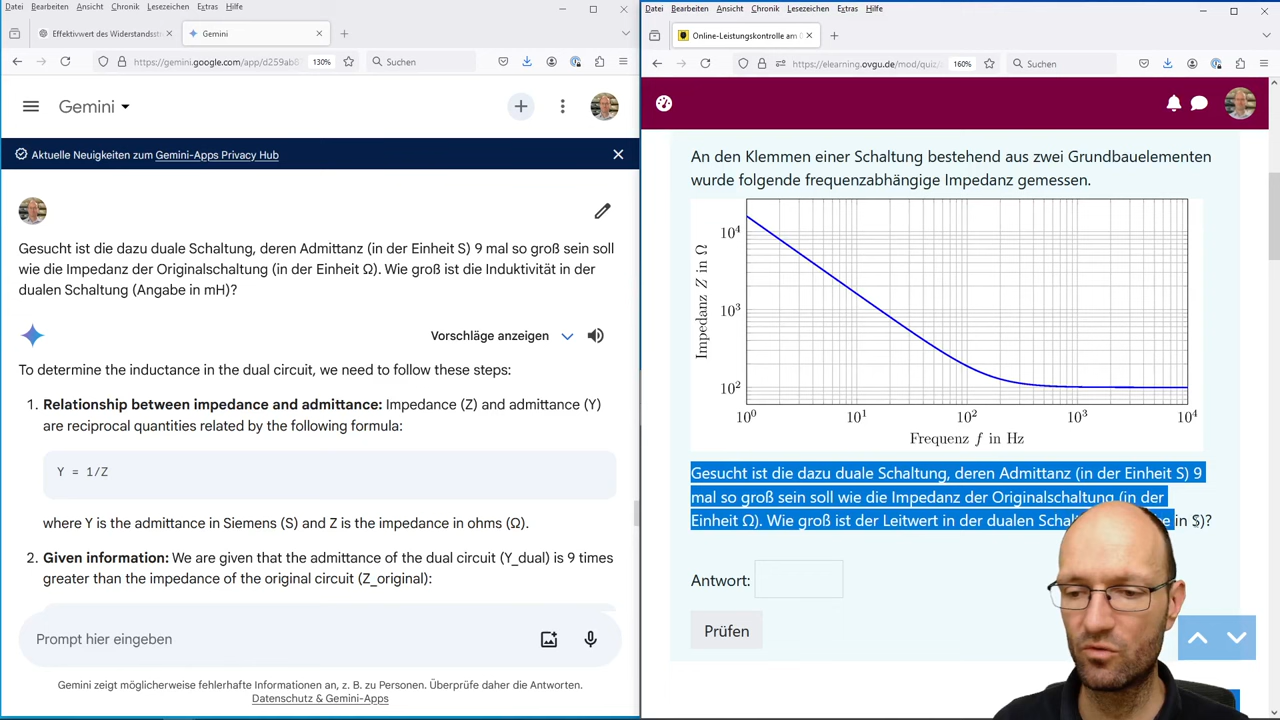 Datei Bearbeiten Ansicht Chronik Lesezeichen Extras Hilfe
Effektivwert des Widerstandsst
Gemini
https://gemini.google.com/app/d259ab8
130%
Suchen
Gemini
Aktuelle Neuigkeiten zum Gemini-Apps Privacy Hub
Gesucht ist die dazu duale Schaltung, deren Admittanz (in der Einheit S) 9 mal so groß sein soll
wie die Impedanz der Originalschaltung (in der Einheit Ω). Wie groß ist die Induktivität in der
dualen Schaltung (Angabe in mH)?
Vorschläge anzeigen
To determine the inductance in the dual circuit, we need to follow these steps:
1. Relationship between impedance and admittance: Impedance (Z) and admittance (Y)
are reciprocal quantities related by the following formula:
Y = 1/Z
where Y is the admittance in Siemens (S) and Z is the impedance in ohms (Ω).
2. Given information: We are given that the admittance of the dual circuit (Y_dual) is 9 times
greater than the impedance of the original circuit (Z_original):
Prompt hier eingeben
Gemini zeigt möglicherweise fehlerhafte Informationen an, z. B. zu Personen. Überprüfe daher die Antworten.
Datenschutz & Gemini-Apps
Datei Bearbeiten Ansicht Chronik Lesezeichen Extras Hilfe
Online-Leistungskontrolle am
https://elearning.ovgu.de/mod/quiz/
160%
Suchen
An den Klemmen einer Schaltung bestehend aus zwei Grundbauelementen
wurde folgende frequenzabhängige Impedanz gemessen.
Impedanz Z in Ω
10⁴
10³
10²
10⁰ 10¹ 10² 10³ 10⁴
Frequenz f in Hz
Gesucht ist die dazu duale Schaltung, deren Admittanz (in der Einheit S) 9
mal so groß sein soll wie die Impedanz der Originalschaltung (in der
Einheit Ω). Wie groß ist der Leitwert in der dualen in S)?
Antwort:
Prüfen